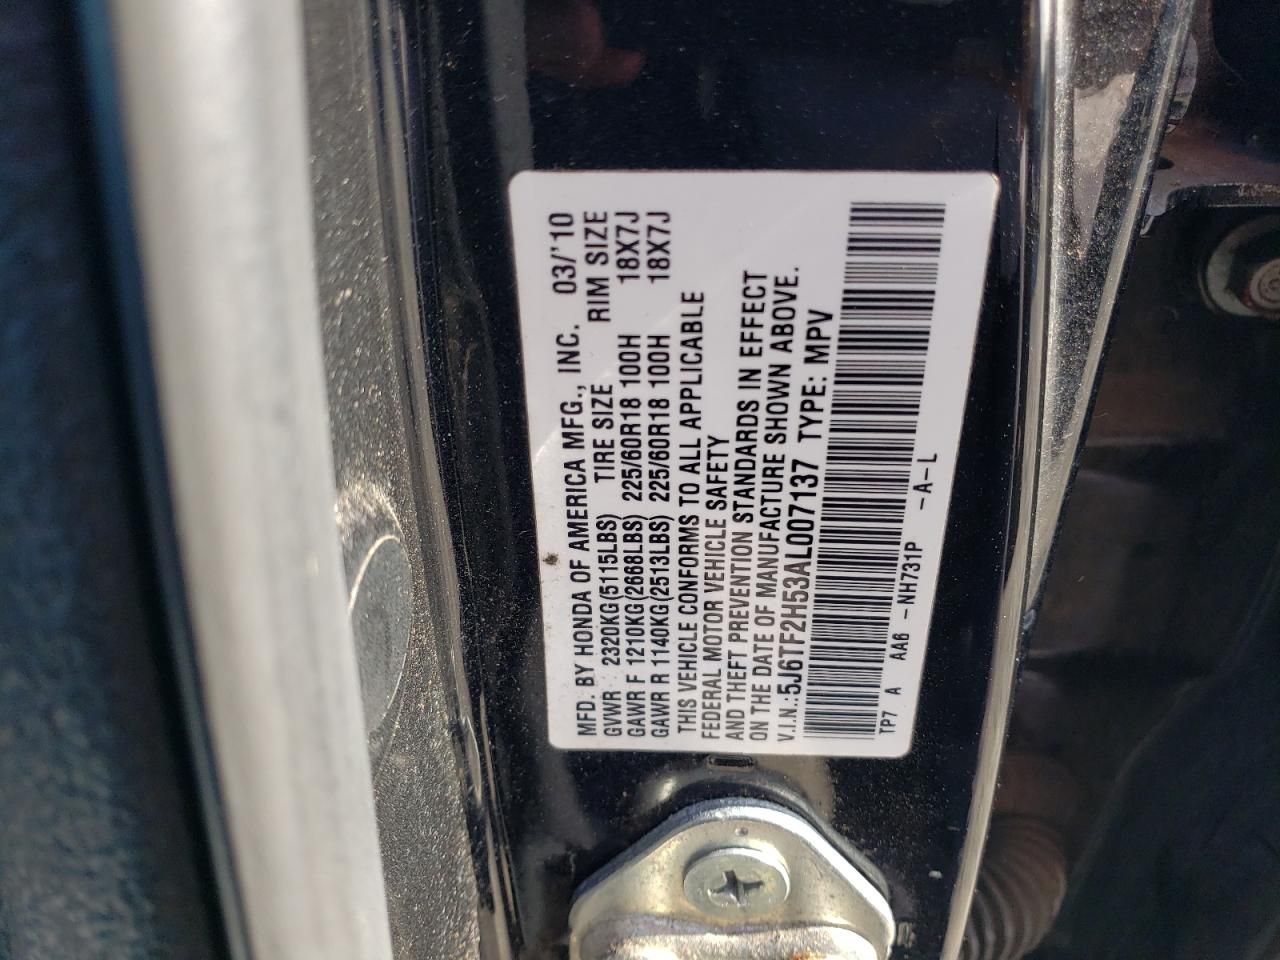 MFD. BY HONDA OF AMERICA MFG., INC. 03/'10
GVWR : 2320KG(5115LBS) TIRE SIZE RIM SIZE
GAWR F 1210KG(2668LBS) 225/60R18 100H 18X7J
GAWR R 1140KG(2513LBS) 225/60R18 100H 18X7J
THIS VEHICLE CONFORMS TO ALL APPLICABLE
FEDERAL MOTOR VEHICLE SAFETY
AND THEFT PREVENTION STANDARDS IN EFFECT
ON THE DATE OF MANUFACTURE SHOWN ABOVE.
V.I.N.:5J6TF2H53AL007137 TYPE: MPV
TP7 A AA6 -NH731P -A-L